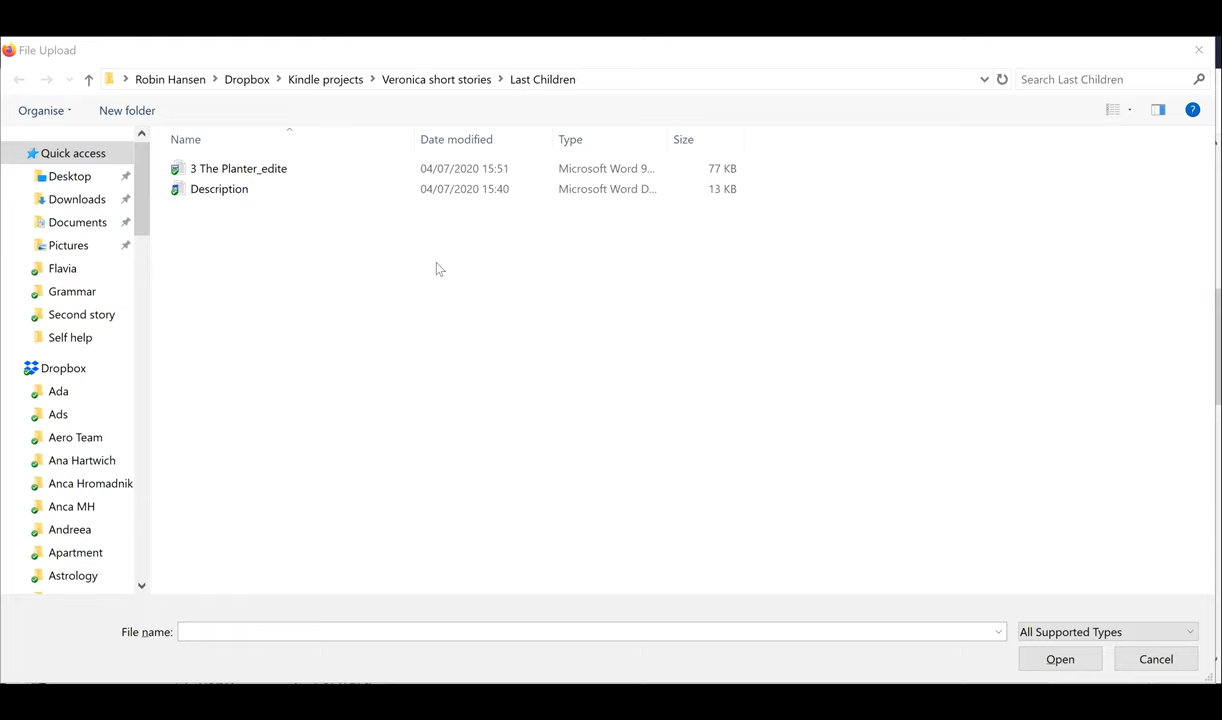 File Upload
Robin Hansen Dropbox Kindle projects Veronica short stories Last Children Search Last Children
Organise New folder ?
Name Date modified Type Size
Quick access
Desktop
Downloads
Documents
Pictures
Flavia
Grammar
Second story
Self help
Dropbox
Ada
Ads
Aero Team
Ana Hartwich
Anca Hromadnik
Anca MH
Andreea
Apartment
Astrology
3 The Planter_edite 04/07/2020 15:51 Microsoft Word 9... 77 KB
Description 04/07/2020 15:40 Microsoft Word D... 13 KB
File name: All Supported Types
Open Cancel